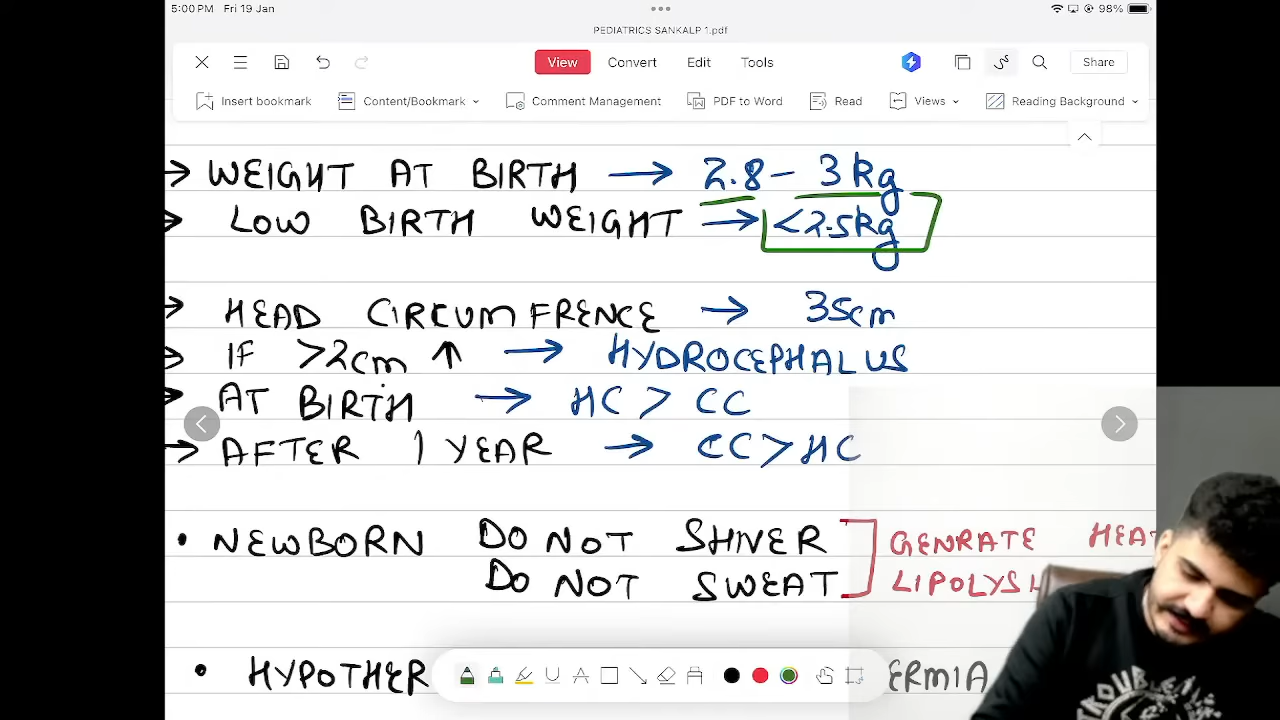 5:00 PM Fri 19 Jan 98%
PEDIATRICS SANKALP 1.pdf
View Convert Edit Tools Share
Insert bookmark Content/Bookmark Comment Management PDF to Word Read Views Reading Background
→ WEIGHT AT BIRTH → 2.8 - 3 Kg
→ LOW BIRTH WEIGHT → <2.5Kg
→ HEAD CIRCUMFRENCE → 35cm
→ IF >2cm ↑ → HYDROCEPHALUS
→ AT BIRTH → HC > CC
→ AFTER 1 YEAR → CC > HC
• NEWBORN DO NOT SHIVER GENRATE
DO NOT SWEAT
• HYPOTHER ERMIA
TROUBLE